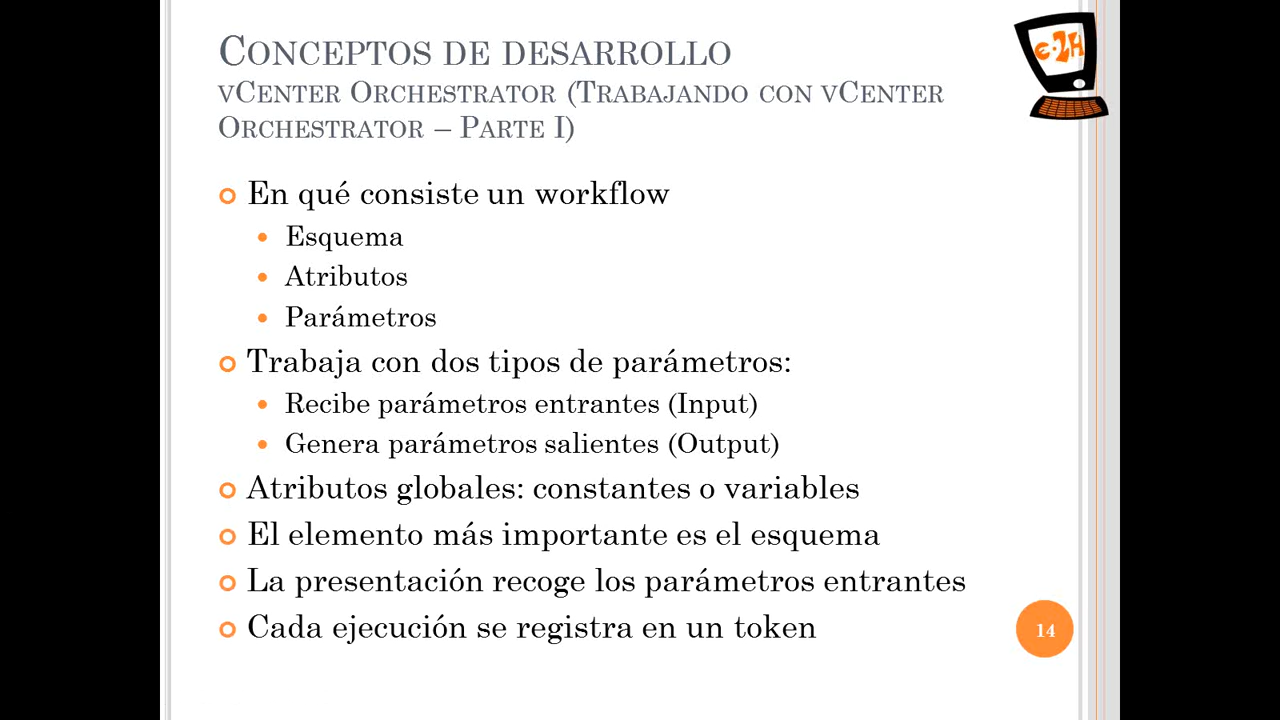 CONCEPTOS DE DESARROLLO
VCENTER ORCHESTRATOR (TRABAJANDO CON VCENTER
ORCHESTRATOR – PARTE I)
e-2H
En qué consiste un workflow
Esquema
Atributos
Parámetros
Trabaja con dos tipos de parámetros:
Recibe parámetros entrantes (Input)
Genera parámetros salientes (Output)
Atributos globales: constantes o variables
El elemento más importante es el esquema
La presentación recoge los parámetros entrantes
Cada ejecución se registra en un token
14